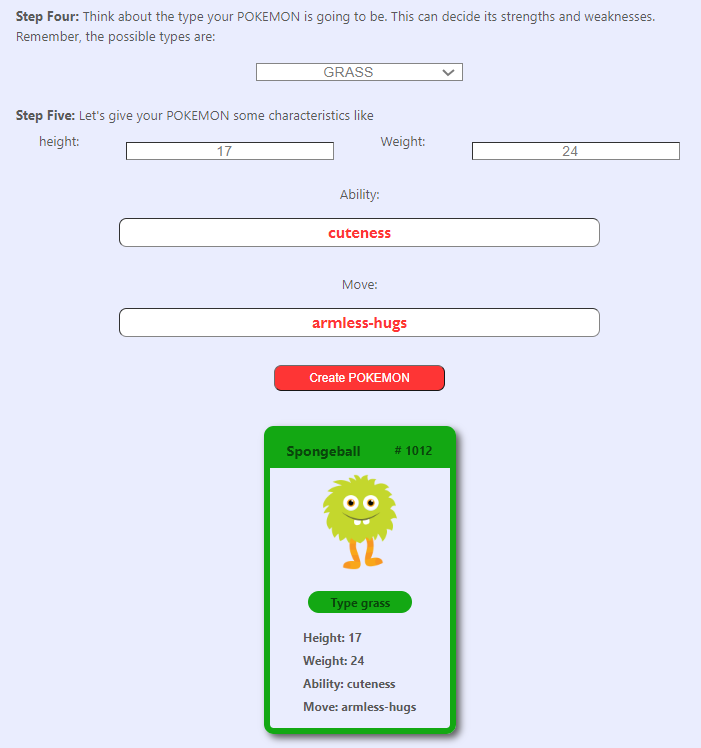 Step Four: Think about the type your POKEMON is going to be. This can decide its strengths and weaknesses.
Remember, the possible types are:
GRASS
Step Five: Let's give your POKEMON some characteristics like
height: 17 Weight: 24
Ability:
cuteness
Move:
armless-hugs
Create POKEMON
Spongeball # 1012
Type grass
Height: 17
Weight: 24
Ability: cuteness
Move: armless-hugs